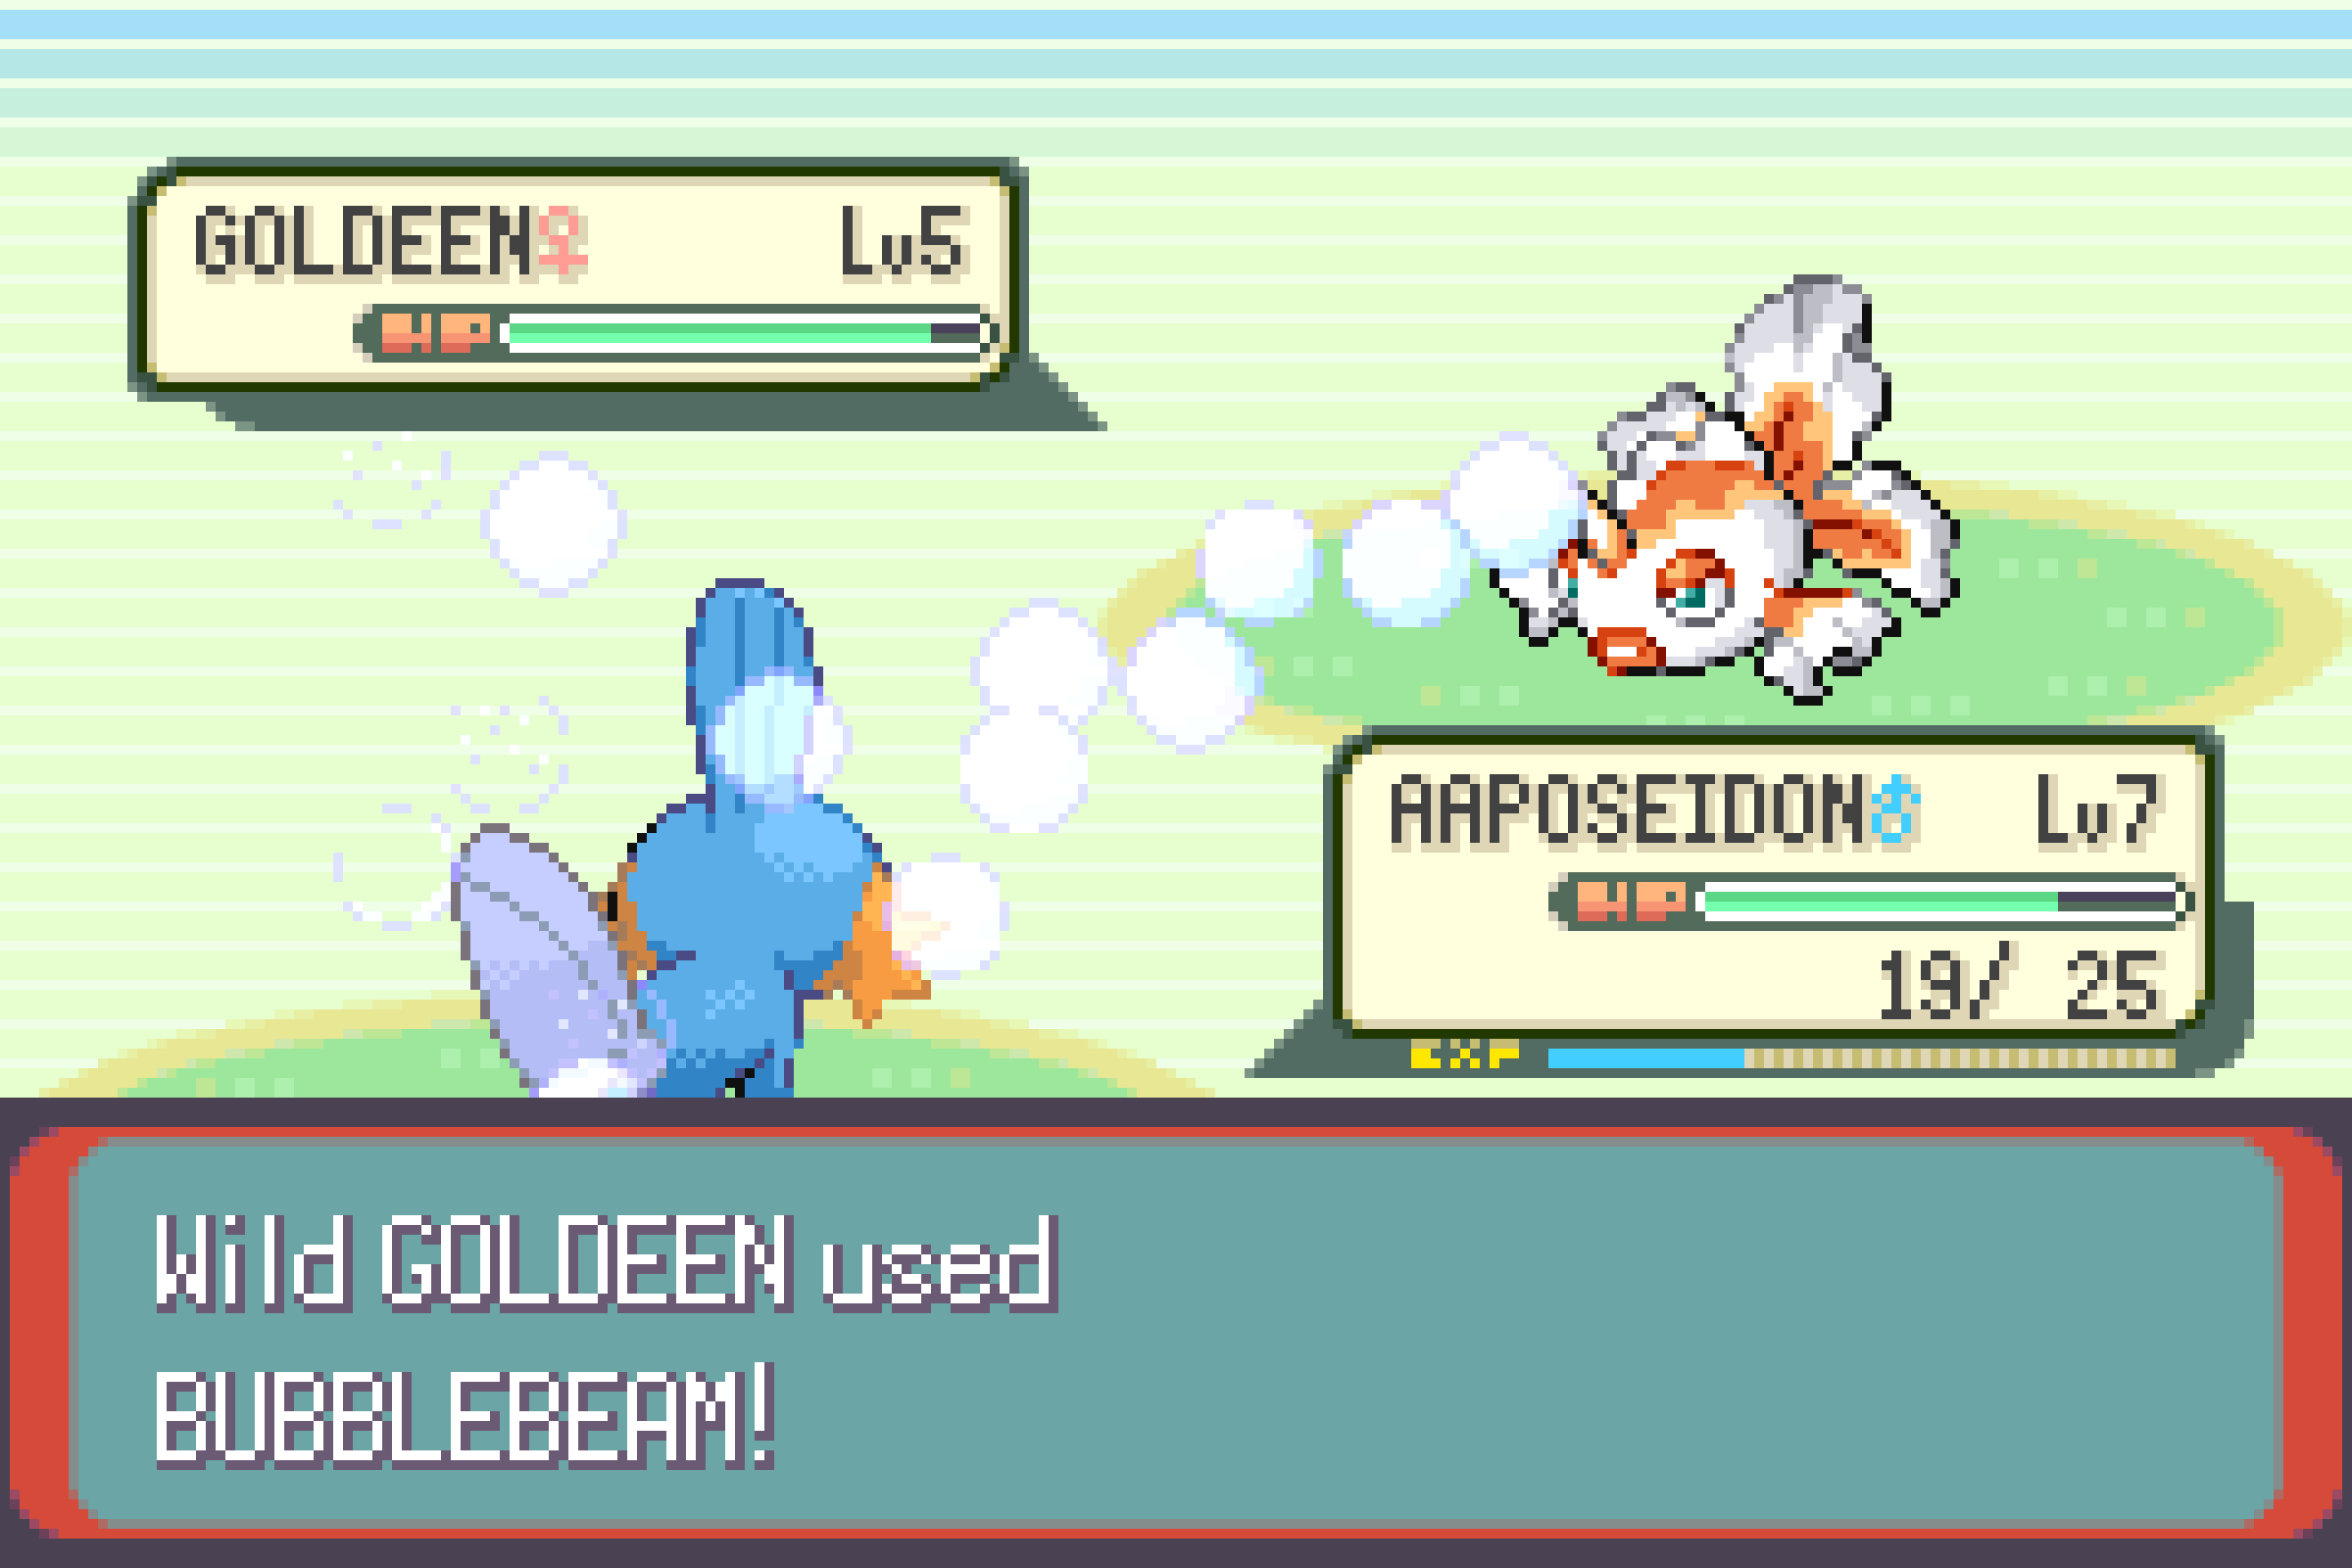 GOLDEEN♀ Lv5
HP
AAPOSEIDON♂ Lv7
HP
19/ 25
EXP
Wild GOLDEEN used
BUBBLEBEAM!